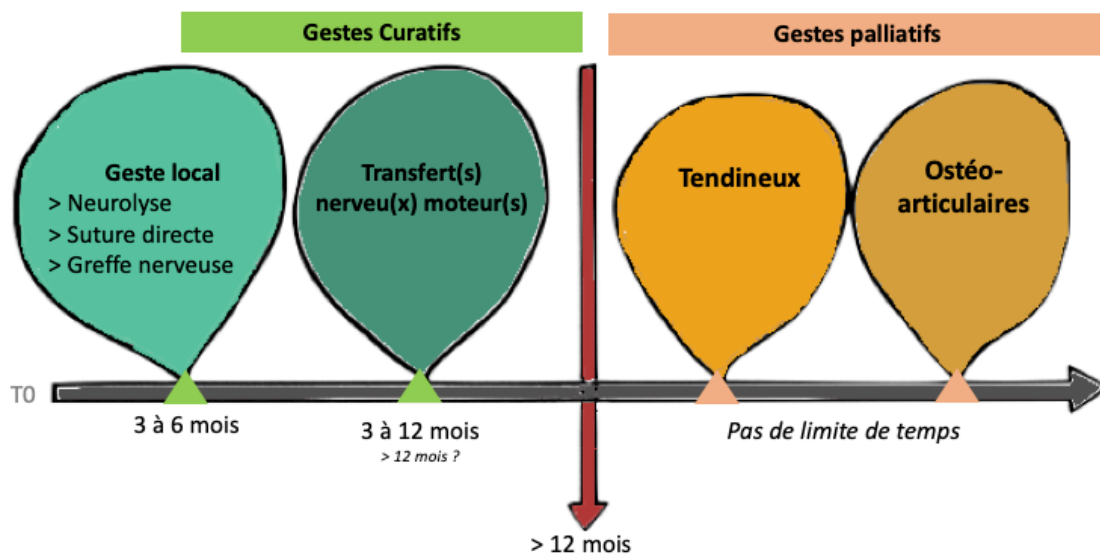 Gestes Curatifs
Gestes palliatifs
Geste local
> Neurolyse
> Suture directe
> Greffe nerveuse
Transfert(s)
nerveu(x) moteur(s)
Tendineux
Ostéo-
articulaires
T0
3 à 6 mois
3 à 12 mois
> 12 mois ?
Pas de limite de temps
> 12 mois